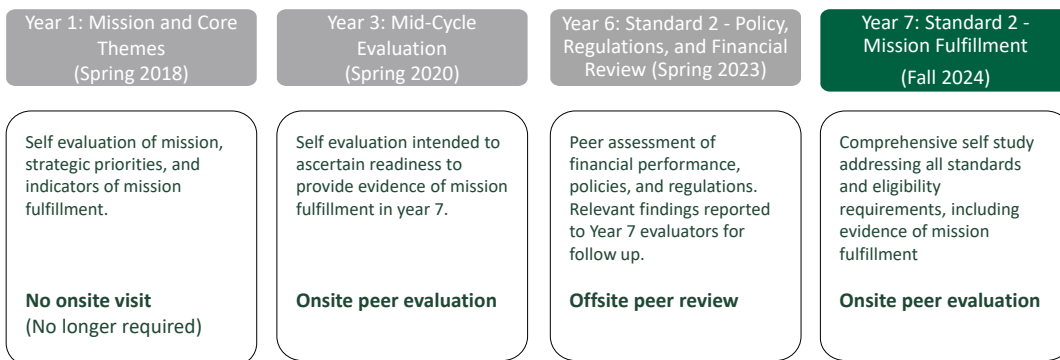 Year 1: Mission and Core
Themes
(Spring 2018)
Year 3: Mid-Cycle
Evaluation
(Spring 2020)
Year 6: Standard 2 - Policy,
Regulations, and Financial
Review (Spring 2023)
Year 7: Standard 2 -
Mission Fulfillment
(Fall 2024)
Self evaluation of mission,
strategic priorities, and
indicators of mission
fulfillment.
No onsite visit
(No longer required)
Self evaluation intended to
ascertain readiness to
provide evidence of mission
fulfillment in year 7.
Onsite peer evaluation
Peer assessment of
financial performance,
policies, and regulations.
Relevant findings reported
to Year 7 evaluators for
follow up.
Offsite peer review
Comprehensive self study
addressing all standards
and eligibility
requirements, including
evidence of mission
fulfillment
Onsite peer evaluation